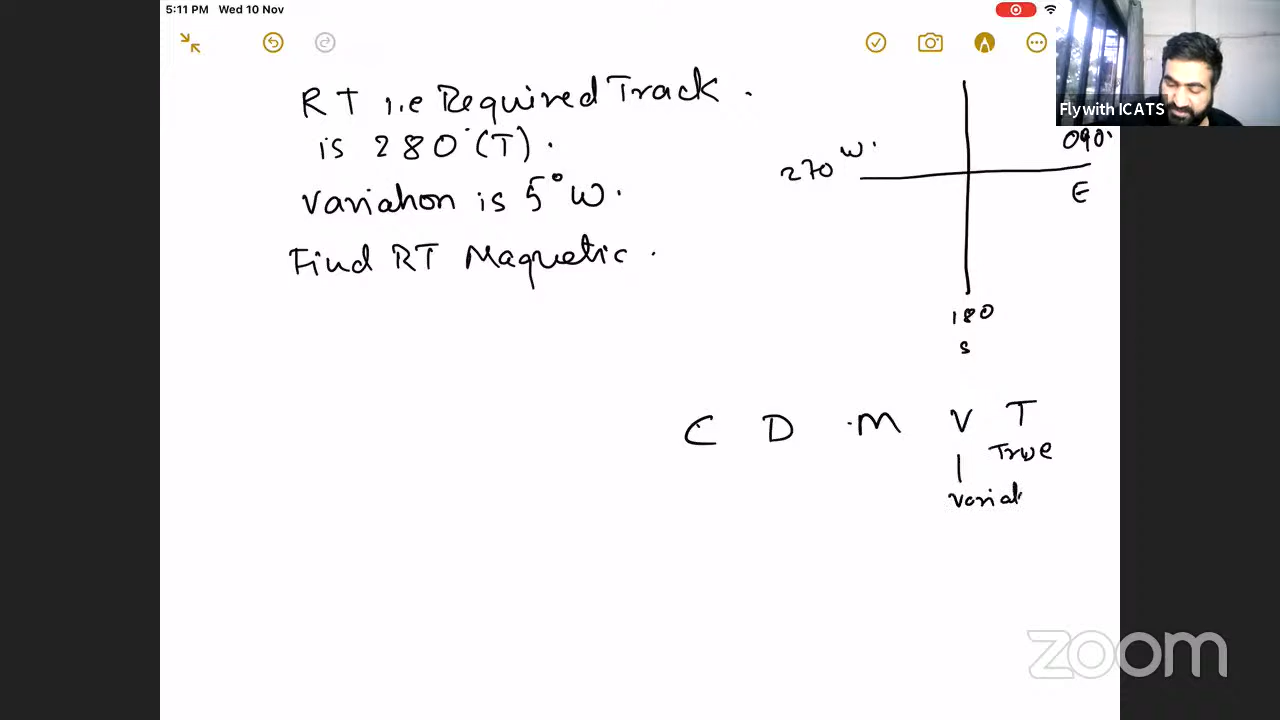 5:11 PM Wed 10 Nov
RT i.e Required Track.
is 280°(T).
Variation is 5°W.
Find RT Magnetic.
270 W.
090°
E
180
S
C D M V T
True
variat
Flywith ICATS
zoom